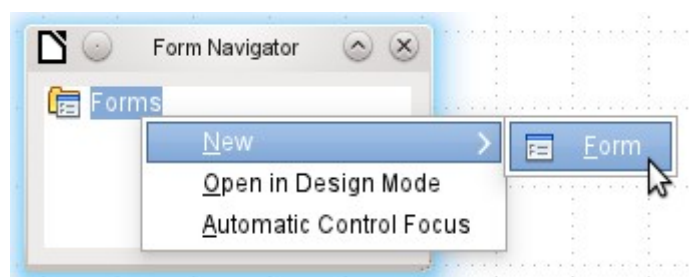 Form Navigator
Forms
New
Form
Open in Design Mode
Automatic Control Focus